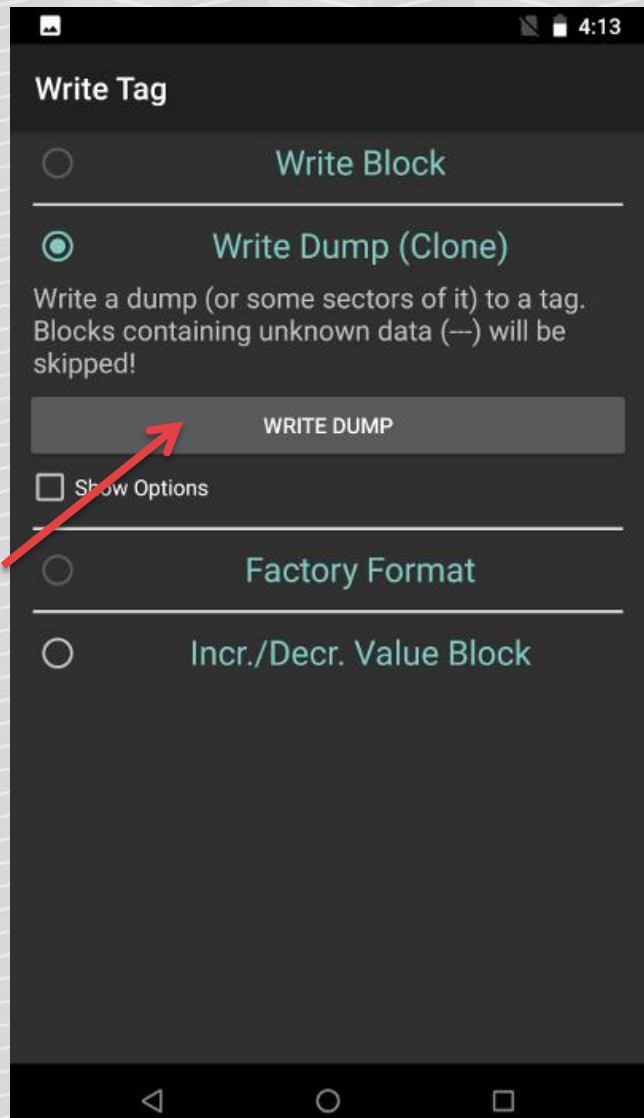 4:13
Write Tag
Write Block
Write Dump (Clone)
Write a dump (or some sectors of it) to a tag.
Blocks containing unknown data (---) will be
skipped!
WRITE DUMP
Show Options
Factory Format
Incr./Decr. Value Block